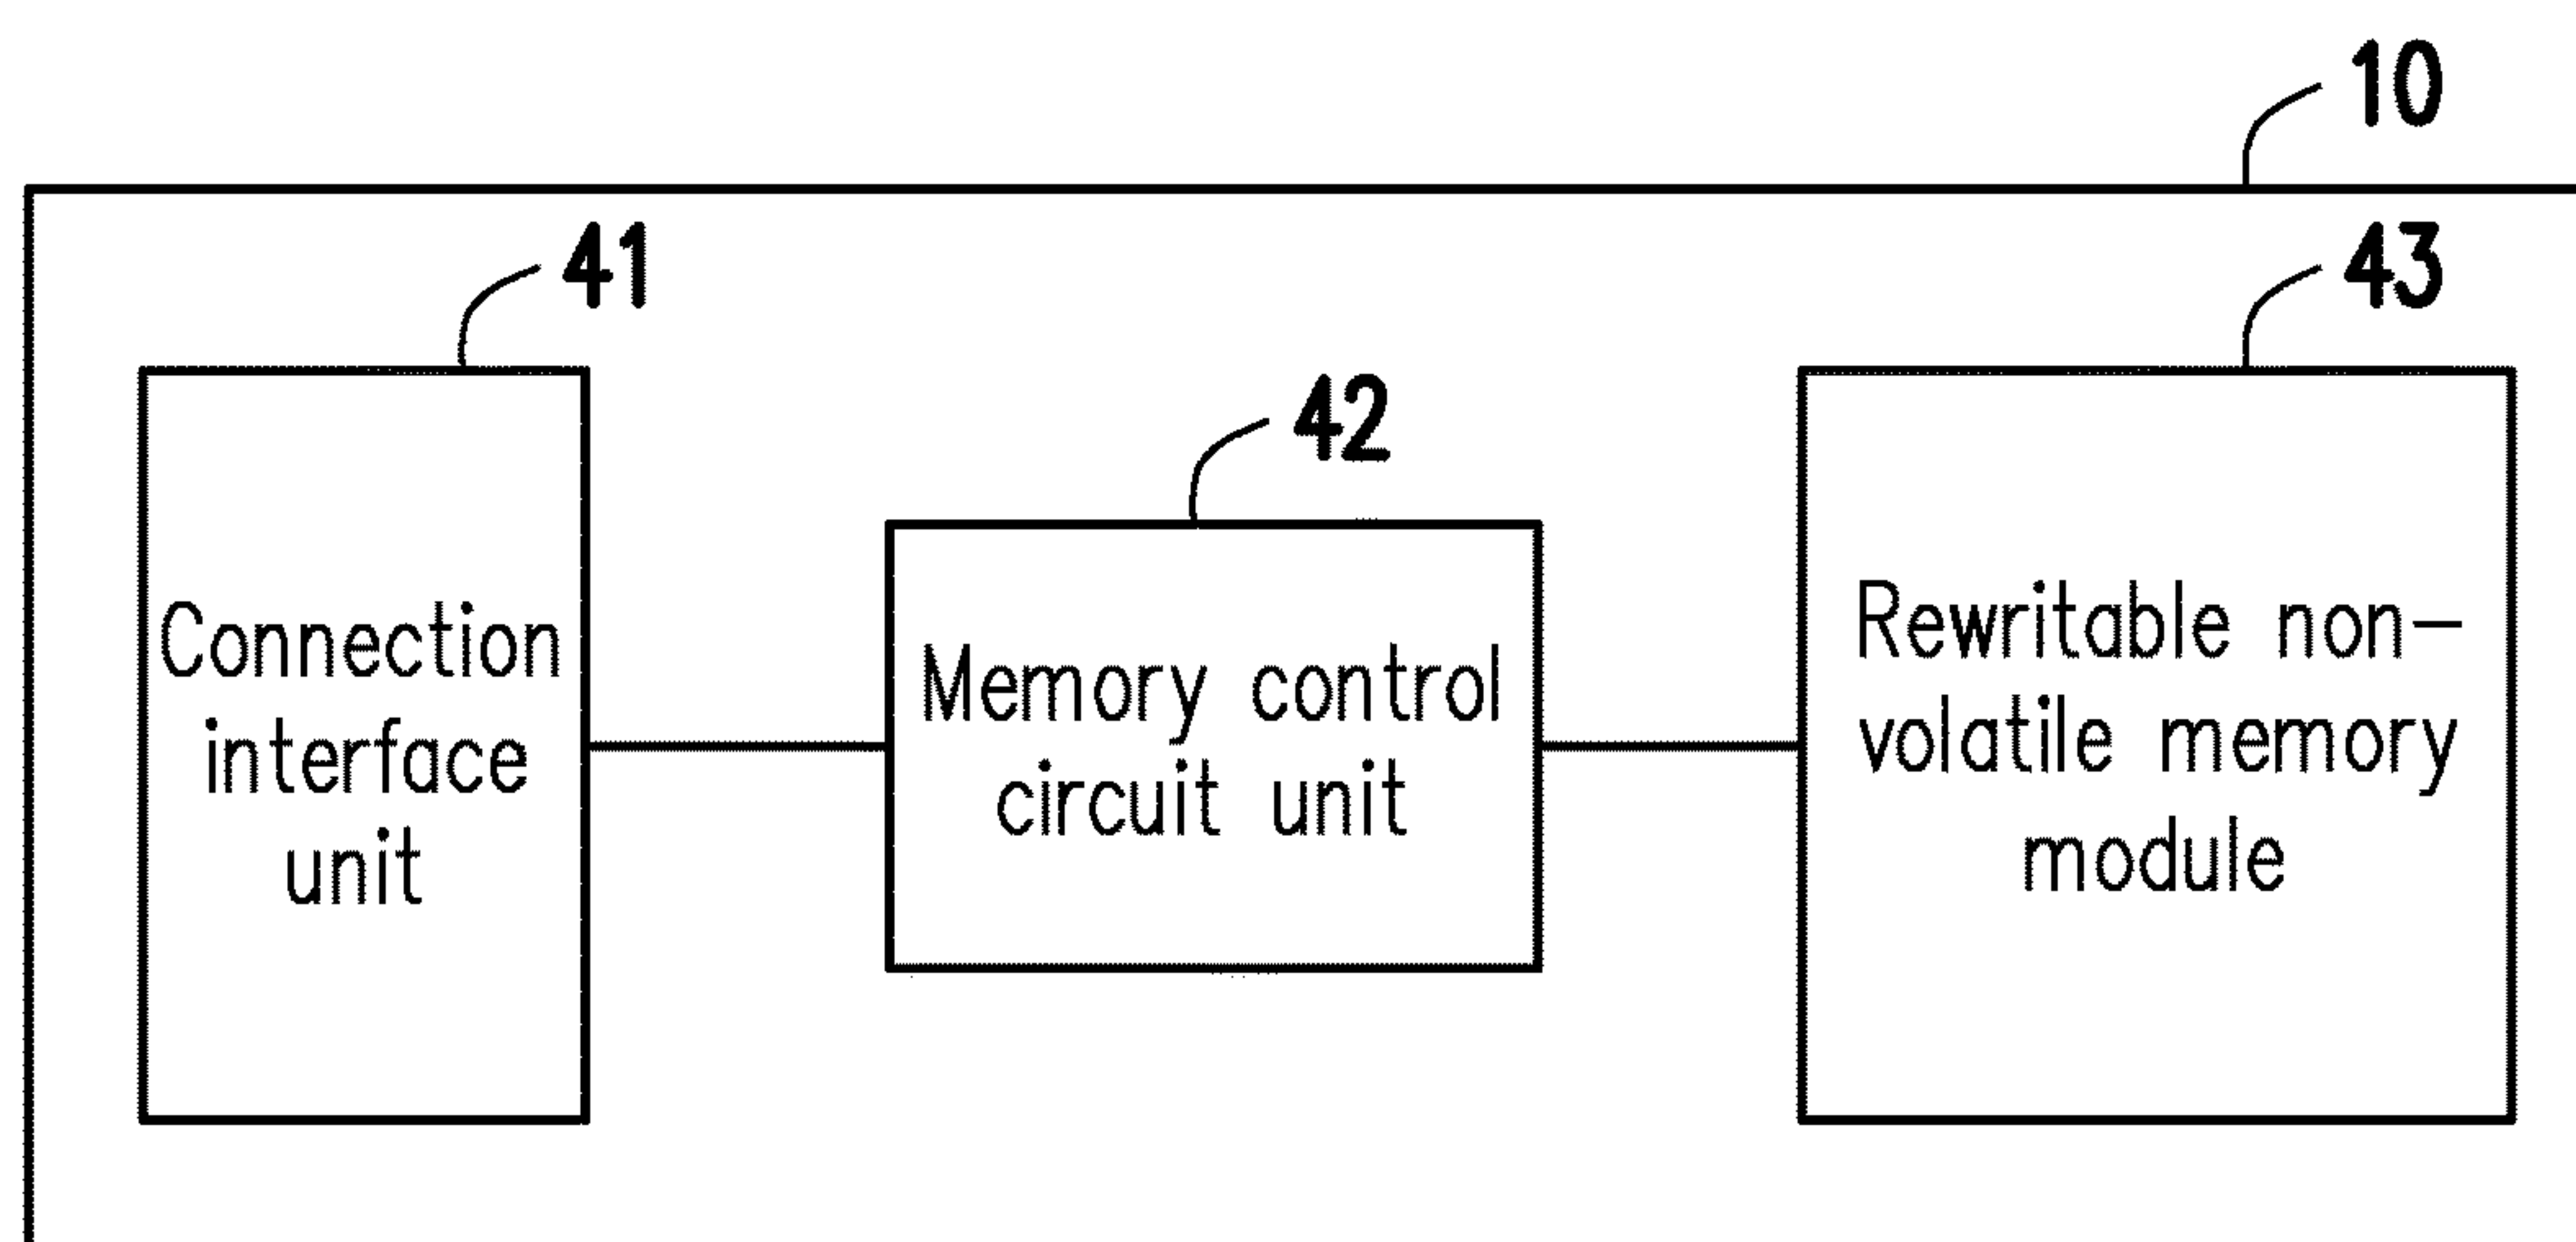 10
41
43
42
Connection
interface
unit
Memory control
circuit unit
Rewritable non-
volatile memory
module